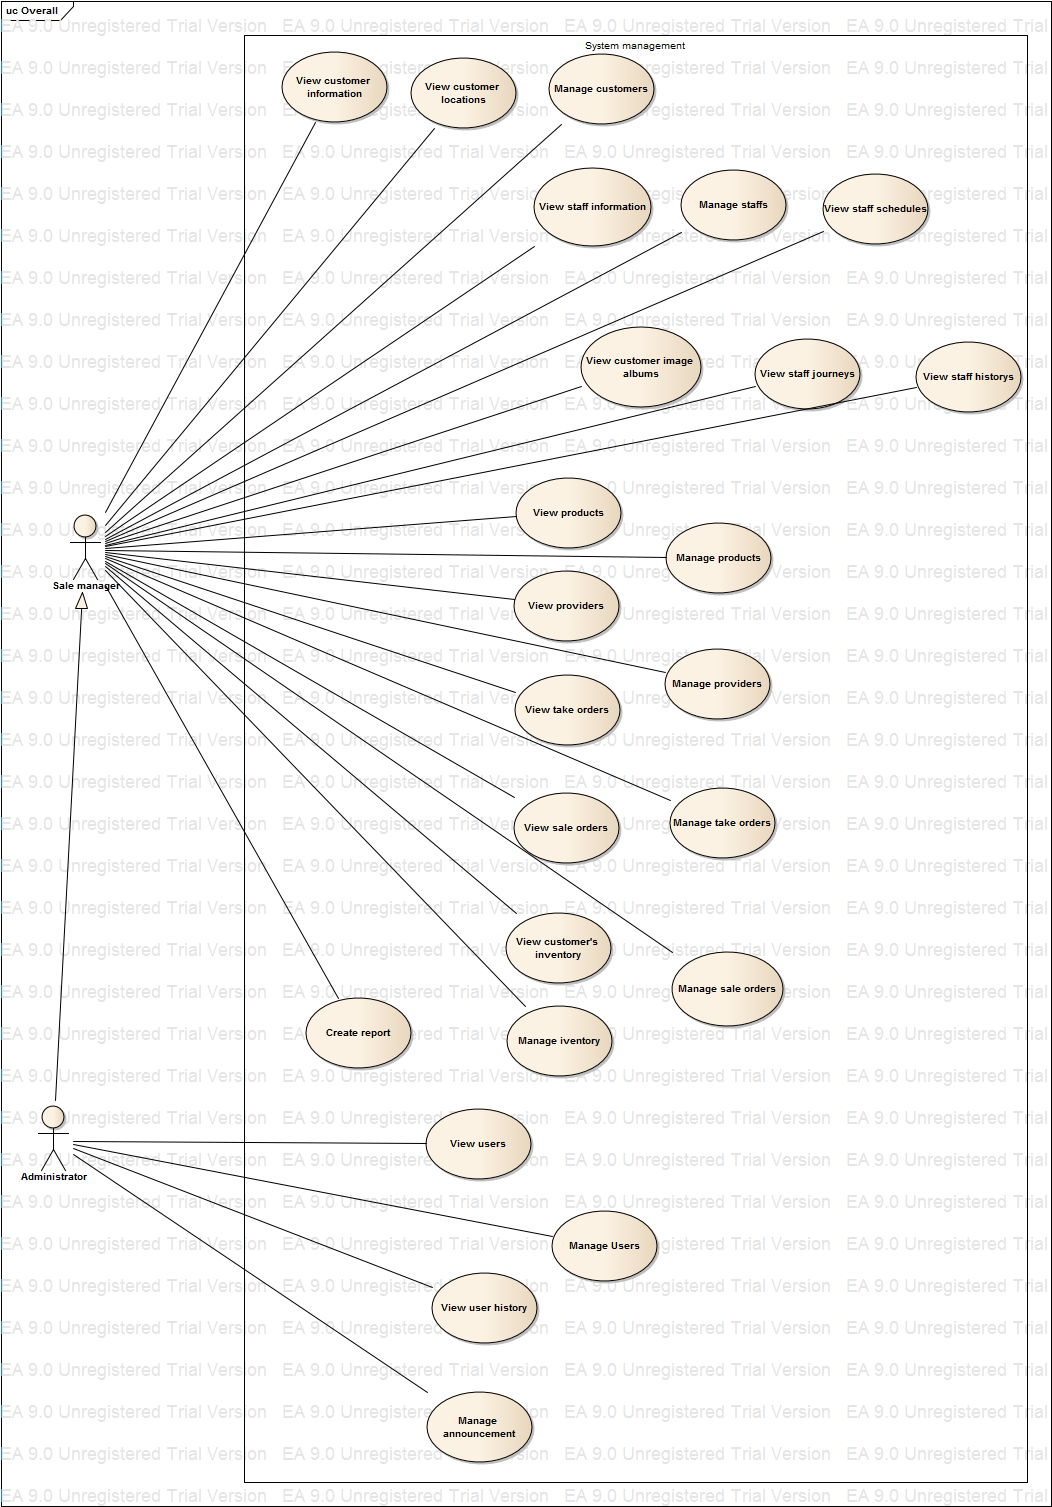 uc Overall
System management
View customer
information
View customer
locations
Manage customers
View staff information
Manage staffs
View staff schedules
View customer image
albums
View staff journeys
View staff historys
View products
Manage products
Sale manager
View providers
Manage providers
View take orders
Manage take orders
View sale orders
View customer's
inventory
Manage sale orders
Create report
Manage iventory
Administrator
View users
Manage Users
View user history
Manage
announcement
EA 9.0 Unregistered Trial Version